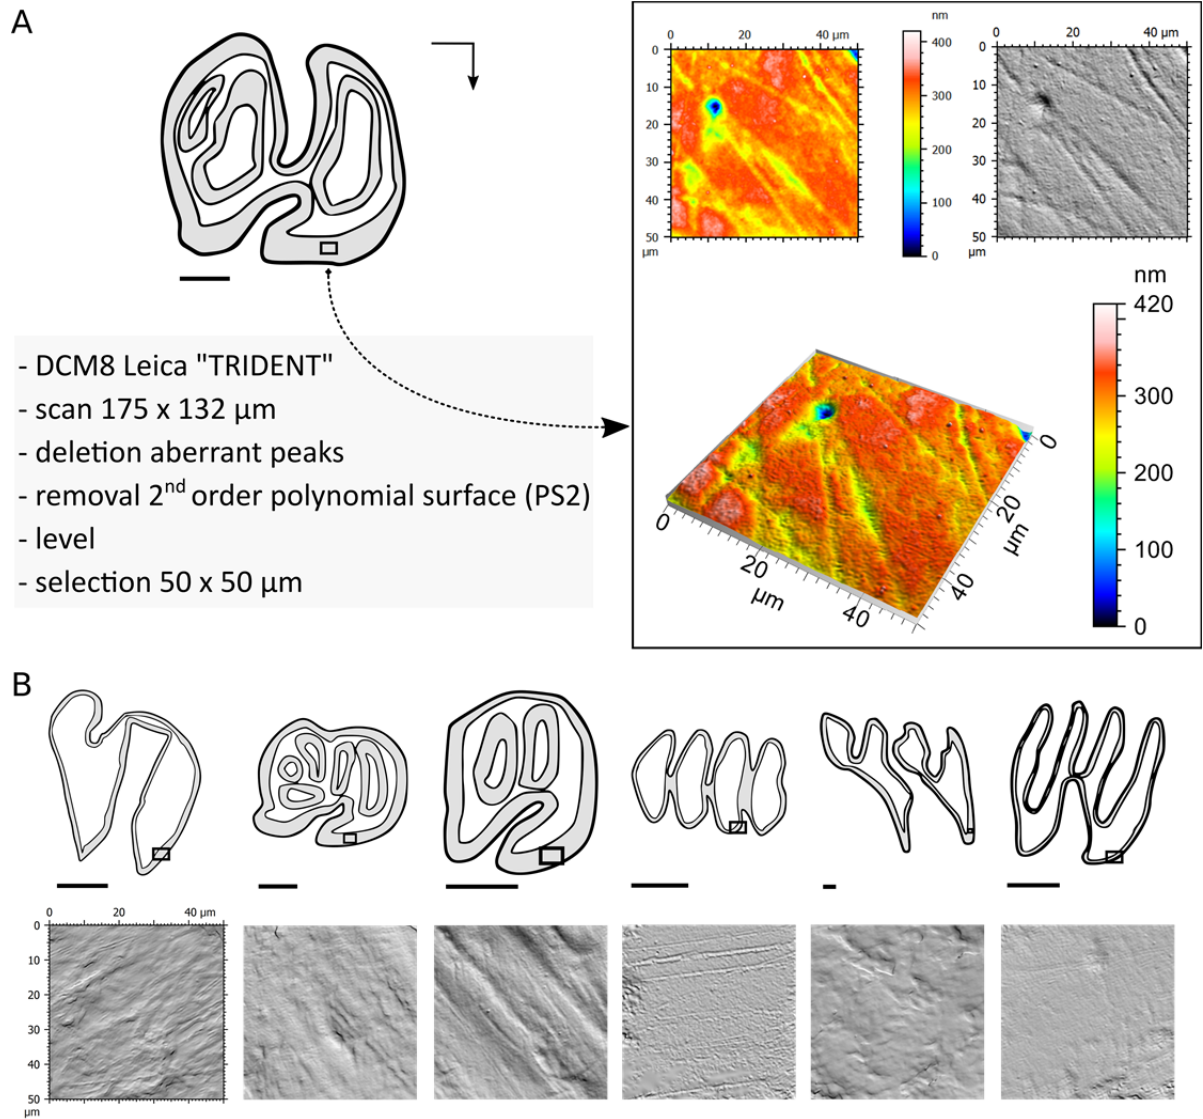 A
nm
0 20 40 µm
0 20 40 µm
400
300
200
100
0
0
10
20
30
40
50
µm
0
10
20
30
40
50
µm
- DCM8 Leica "TRIDENT"
- scan 175 x 132 µm
- deletion aberrant peaks
- removal 2nd order polynomial surface (PS2)
- level
- selection 50 x 50 µm
nm
420
300
200
100
0
0
20
40
µm
0
20
40
µm
B
0 20 40 µm
0
10
20
30
40
50
µm